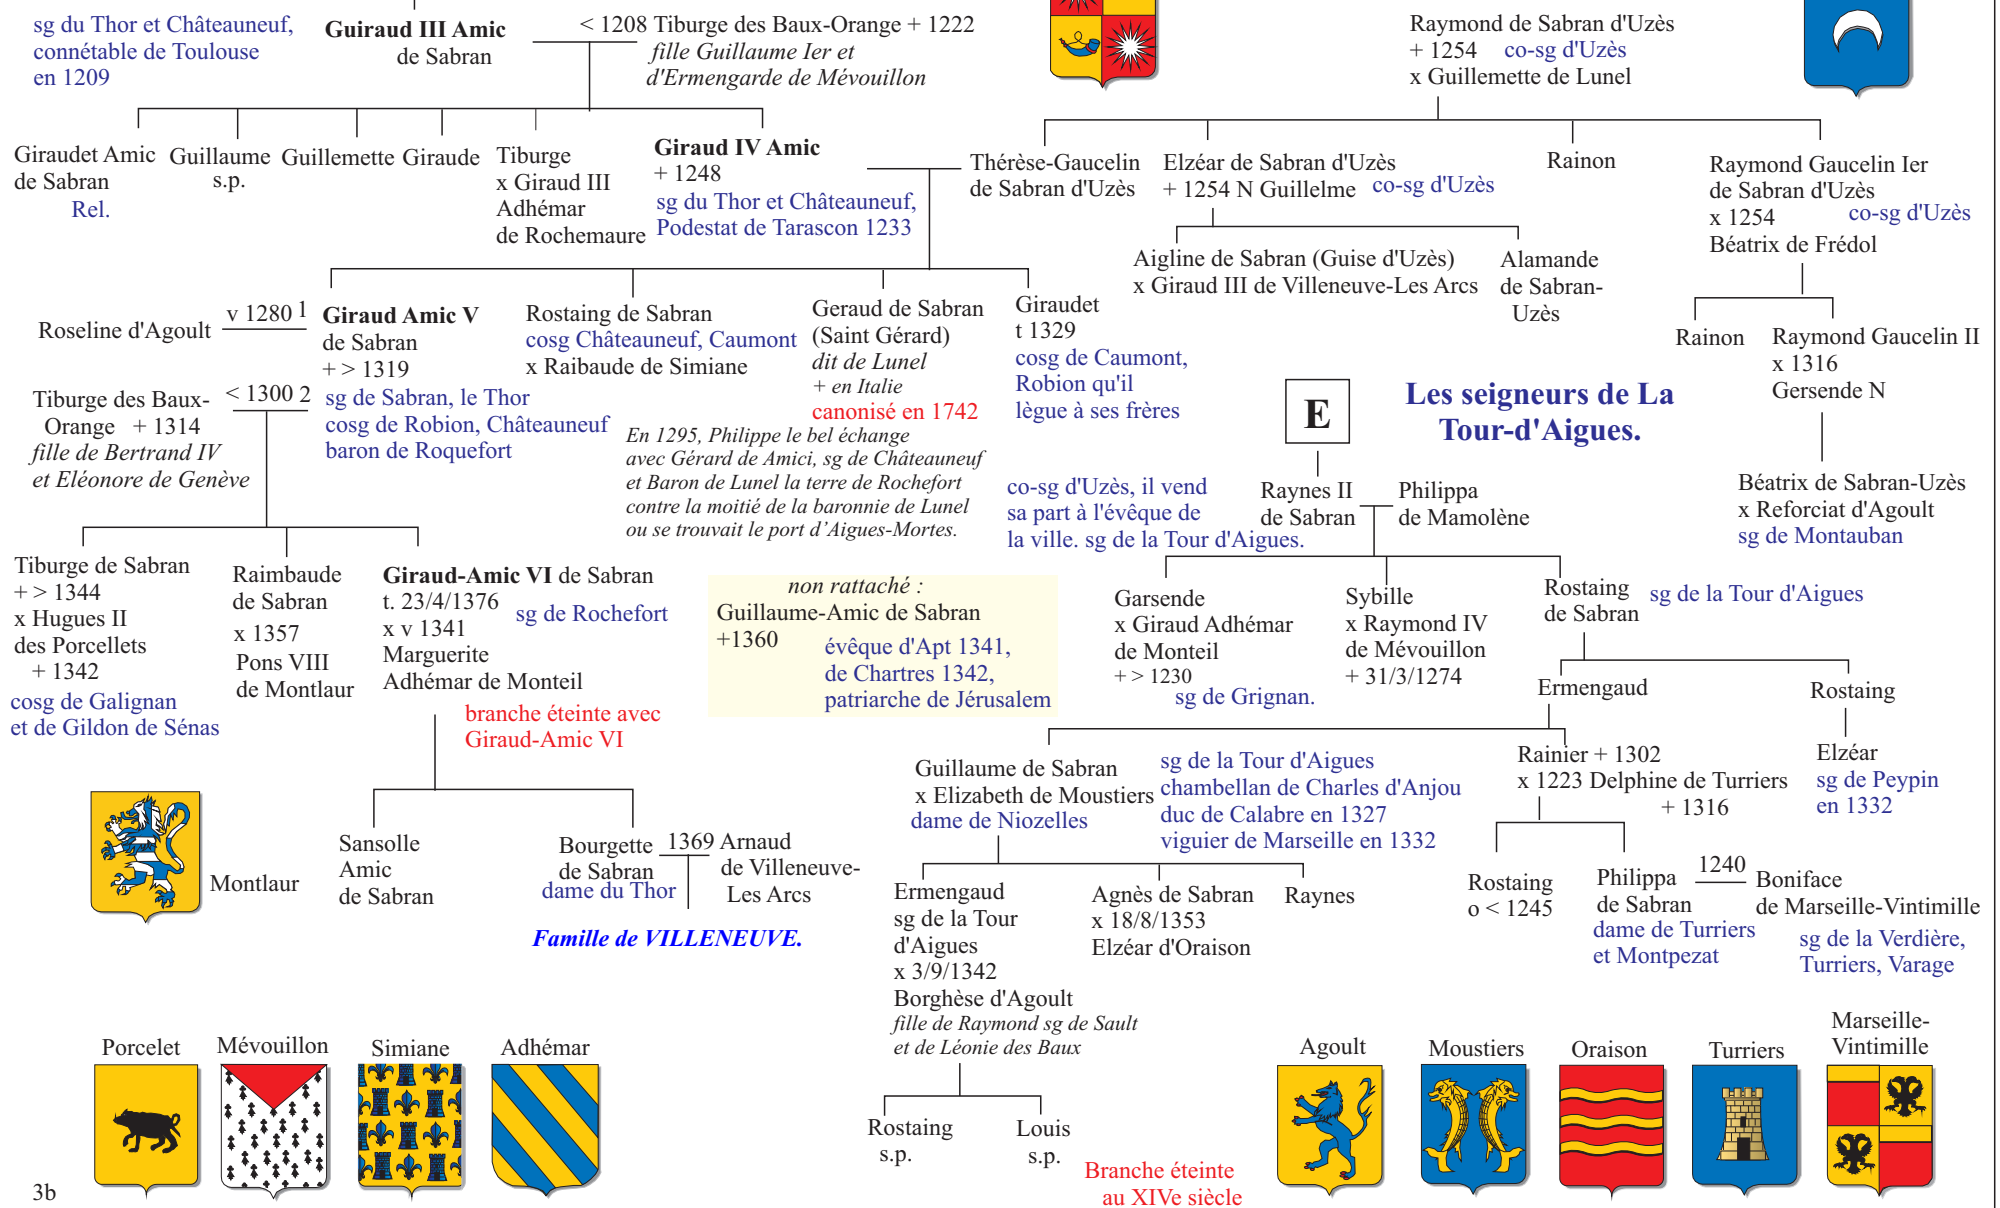 sg du Thor et Châteauneuf,
connétable de Toulouse
en 1209
Guiraud III Amic
de Sabran
< 1208 Tiburge des Baux-Orange + 1222
fille Guillaume Ier et
d'Ermengarde de Mévouillon
Raymond de Sabran d'Uzès
+ 1254 co-sg d'Uzès
x Guillemette de Lunel
Giraudet Amic
de Sabran
Rel.
Guillaume
s.p.
Guillemette
Giraude
Tiburge
x Giraud III
Adhémar
de Rochemaure
Giraud IV Amic
+ 1248
sg du Thor et Châteauneuf,
Podestat de Tarascon 1233
Thérèse-Gaucelin
de Sabran d'Uzès
Elzéar de Sabran d'Uzès
+ 1254 N Guillelme co-sg d'Uzès
Rainon
Raymond Gaucelin Ier
de Sabran d'Uzès
x 1254 co-sg d'Uzès
Béatrix de Frédol
Aigline de Sabran (Guise d'Uzès)
x Giraud III de Villeneuve-Les Arcs
Alamande
de Sabran-
Uzès
Rainon
Raymond Gaucelin II
x 1316
Gersende N
Béatrix de Sabran-Uzès
x Reforciat d'Agoult
sg de Montauban
Roseline d'Agoult
v 1280 1
Tiburge des Baux-
Orange + 1314
fille de Bertrand IV
et Eléonore de Genève
< 1300 2
Giraud Amic V
de Sabran
+ > 1319
sg de Sabran, le Thor
cosg de Robion, Châteauneuf
baron de Roquefort
Rostaing de Sabran
cosg Châteauneuf, Caumont
x Raibaude de Simiane
Geraud de Sabran
(Saint Gérard)
dit de Lunel
+ en Italie
canonisé en 1742
Giraudet
t 1329
cosg de Caumont,
Robion qu'il
lègue à ses frères
En 1295, Philippe le bel échange
avec Gérard de Amici, sg de Châteauneuf
et Baron de Lunel la terre de Rochefort
contre la moitié de la baronnie de Lunel
ou se trouvait le port d'Aigues-Mortes.
E
Les seigneurs de La
Tour-d'Aigues.
co-sg d'Uzès, il vend
sa part à l'évêque de
la ville. sg de la Tour d'Aigues.
Raynes II
de Sabran
Philippa
de Mamolène
Tiburge de Sabran
+ > 1344
x Hugues II
des Porcellets
+ 1342
cosg de Galignan
et de Gildon de Sénas
Raimbaude
de Sabran
x 1357
Pons VIII
de Montlaur
Giraud-Amic VI de Sabran
t. 23/4/1376 sg de Rochefort
x v 1341
Marguerite
Adhémar de Monteil
branche éteinte avec
Giraud-Amic VI
non rattaché :
Guillaume-Amic de Sabran
+1360
évêque d'Apt 1341,
de Chartres 1342,
patriarche de Jérusalem
Garsende
x Giraud Adhémar
de Monteil
+ > 1230
sg de Grignan.
Sybille
x Raymond IV
de Mévouillon
+ 31/3/1274
Rostaing
de Sabran
sg de la Tour d'Aigues
Ermengaud
Rostaing
Elzéar
sg de Peypin
en 1332
Guillaume de Sabran
x Elizabeth de Moustiers
dame de Niozelles
sg de la Tour d'Aigues
chambellan de Charles d'Anjou
duc de Calabre en 1327
viguier de Marseille en 1332
Rainier + 1302
x 1223 Delphine de Turriers
+ 1316
Montlaur
Sansolle
Amic
de Sabran
Bourgette
de Sabran
dame du Thor
1369
Arnaud
de Villeneuve-
Les Arcs
Famille de VILLENEUVE.
Ermengaud
sg de la Tour
d'Aigues
x 3/9/1342
Borghèse d'Agoult
fille de Raymond sg de Sault
et de Léonie des Baux
Agnès de Sabran
x 18/8/1353
Elzéar d'Oraison
Raynes
Rostaing
o < 1245
Philippa
de Sabran
dame de Turriers
et Montpezat
1240
Boniface
de Marseille-Vintimille
sg de la Verdière,
Turriers, Varage
Rostaing
s.p.
Louis
s.p.
Branche éteinte
au XIVe siècle
Porcelet
Mévouillon
Simiane
Adhémar
Agoult
Moustiers
Oraison
Turriers
Marseille-
Vintimille
3b